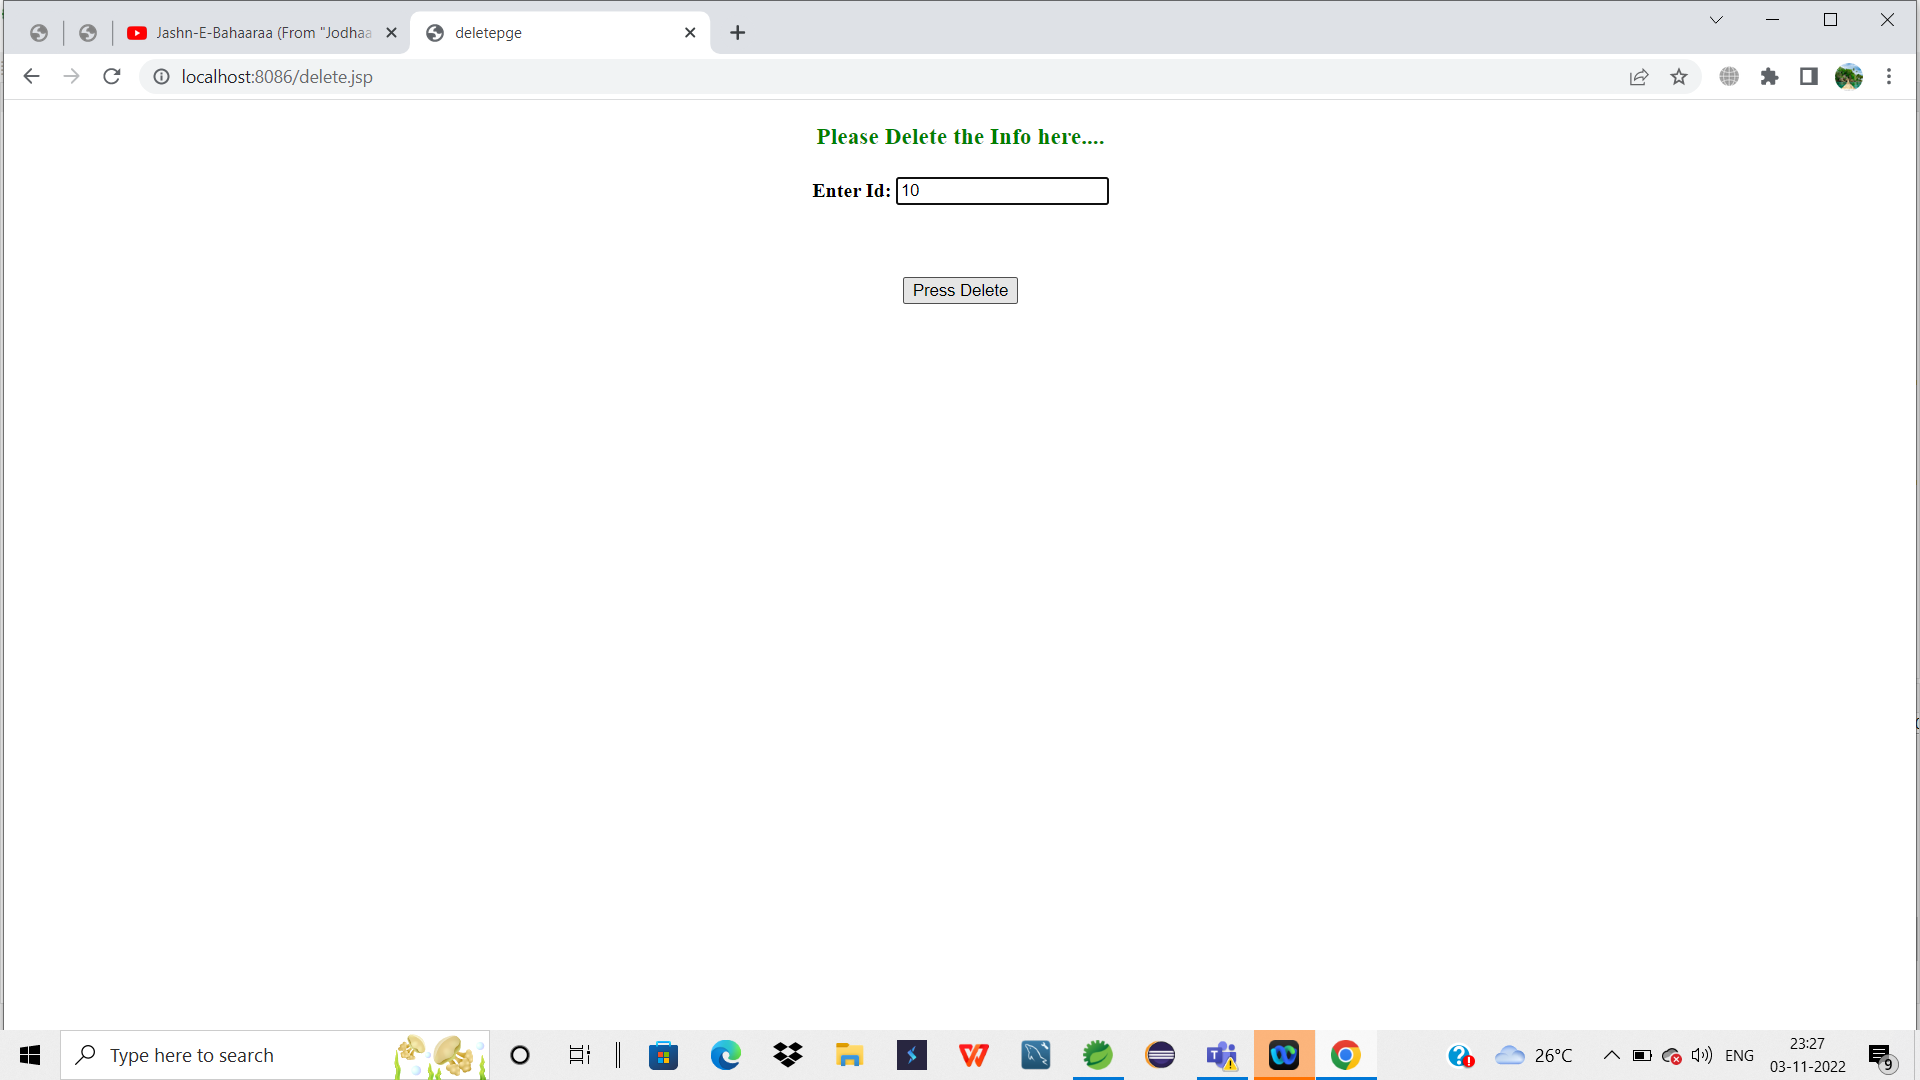 Jashn-E-Bahaaraa (From "Jodhaa
deletepge
localhost:8086/delete.jsp
Please Delete the Info here....
Enter Id: 10
Press Delete
Type here to search
26°C
ENG
23:27
03-11-2022
9